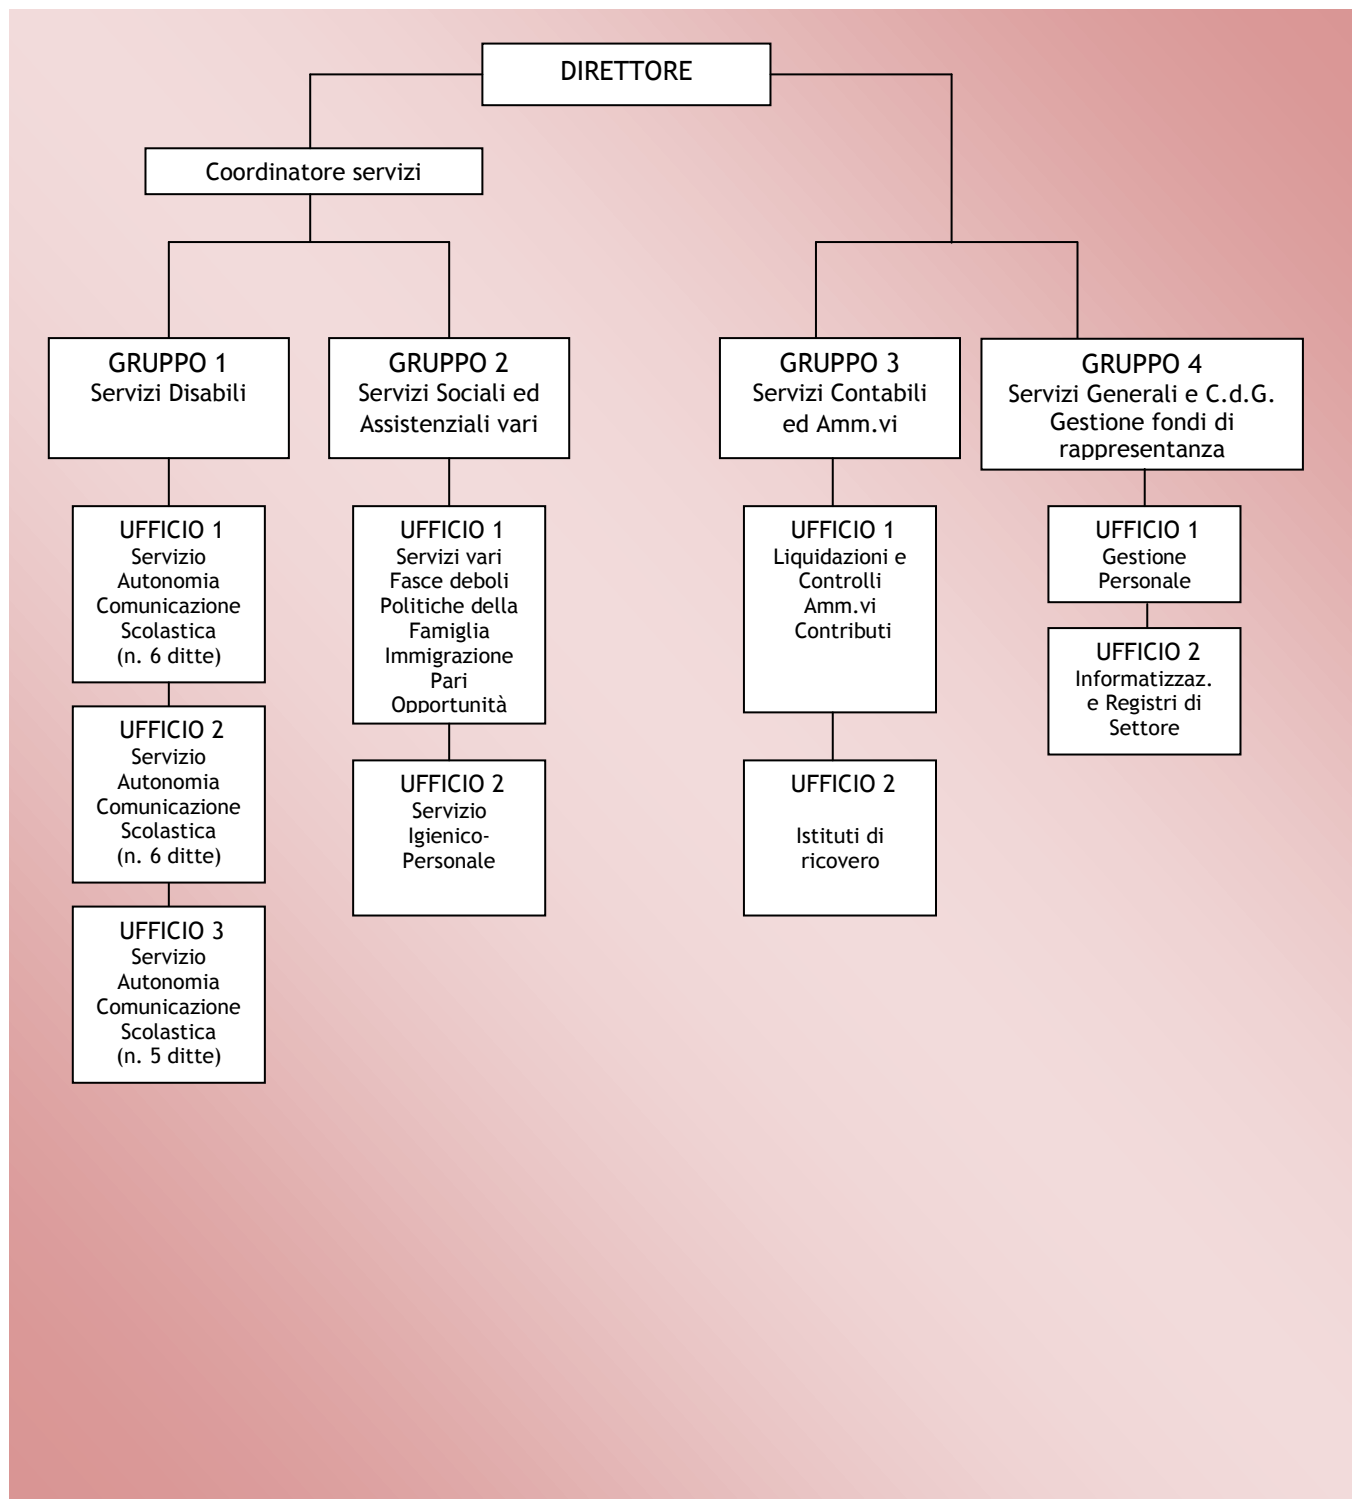 DIRETTORE
Coordinatore servizi
GRUPPO 1
Servizi Disabili
GRUPPO 2
Servizi Sociali ed
Assistenziali vari
GRUPPO 3
Servizi Contabili
ed Amm.vi
GRUPPO 4
Servizi Generali e C.d.G.
Gestione fondi di
rappresentanza
UFFICIO 1
Servizio
Autonomia
Comunicazione
Scolastica
(n. 6 ditte)
UFFICIO 2
Servizio
Autonomia
Comunicazione
Scolastica
(n. 6 ditte)
UFFICIO 3
Servizio
Autonomia
Comunicazione
Scolastica
(n. 5 ditte)
UFFICIO 1
Servizi vari
Fasce deboli
Politiche della
Famiglia
Immigrazione
Pari
Opportunità
UFFICIO 2
Servizio
Igienico-
Personale
UFFICIO 1
Liquidazioni e
Controlli
Amm.vi
Contributi
UFFICIO 2
Istituti di
ricovero
UFFICIO 1
Gestione
Personale
UFFICIO 2
Informatizzaz.
e Registri di
Settore